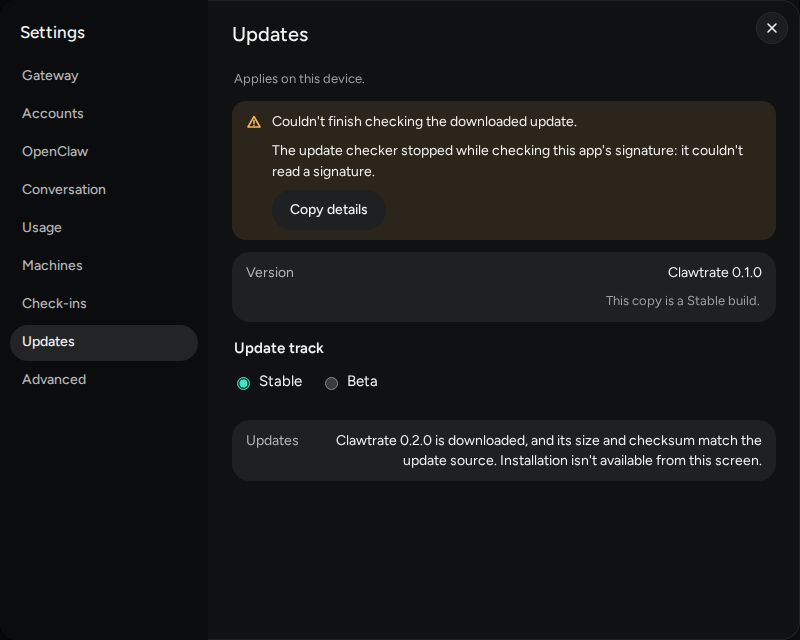 Settings
Gateway
Accounts
OpenClaw
Conversation
Usage
Machines
Check-ins
Updates
Advanced
Updates
Applies on this device.
Couldn't finish checking the downloaded update.
The update checker stopped while checking this app's signature: it couldn't
read a signature.
Copy details
Version
Clawtrate 0.1.0
This copy is a Stable build.
Update track
Stable
Beta
Updates
Clawtrate 0.2.0 is downloaded, and its size and checksum match the
update source. Installation isn't available from this screen.